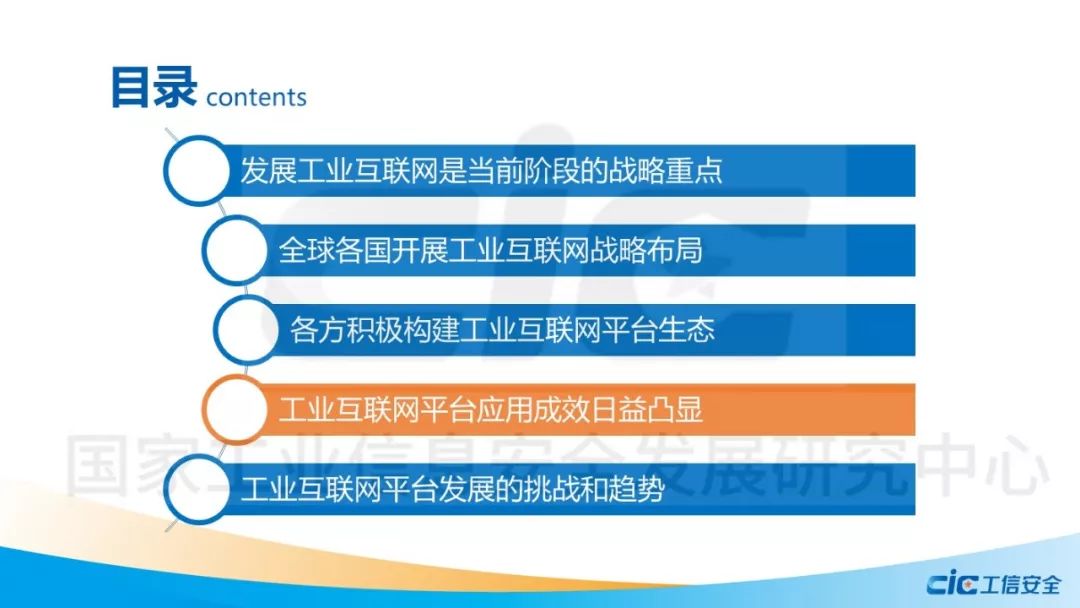 目录 contents
发展工业互联网是当前阶段的战略重点
全球各国开展工业互联网战略布局
各方积极构建工业互联网平台生态
工业互联网平台应用成效日益凸显
国家工业信息安全发展研究中心
工业互联网平台发展的挑战和趋势
CIC
CIC工信安全